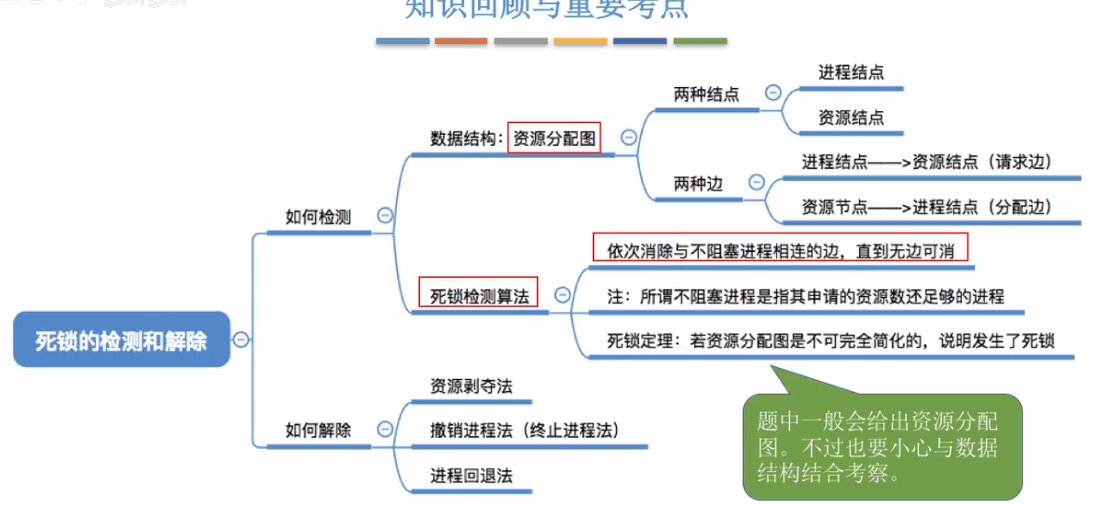 知识回顾与重要考点
进程结点
两种结点
资源结点
数据结构：资源分配图
进程结点——>资源结点（请求边）
两种边
资源节点——>进程结点（分配边）
如何检测
依次消除与不阻塞进程相连的边，直到无边可消
死锁检测算法
注：所谓不阻塞进程是指其申请的资源数还足够的进程
死锁定理：若资源分配图是不可完全简化的，说明发生了死锁
死锁的检测和解除
资源剥夺法
如何解除
撤销进程法（终止进程法）
进程回退法
题中一般会给出资源分配
图。不过也要小心与数据
结构结合考察。